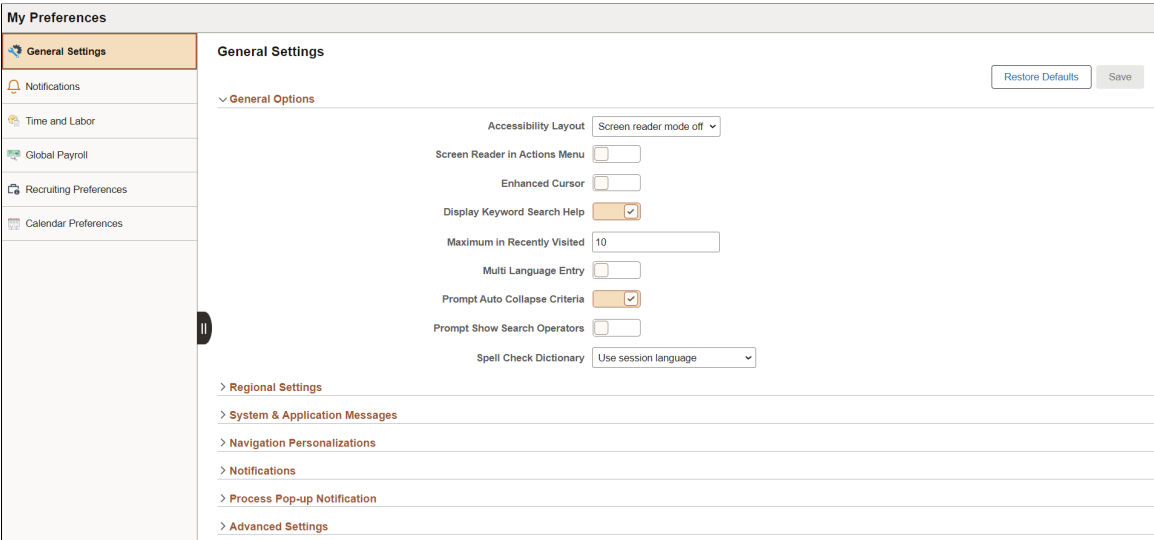 My Preferences
General Settings
Notifications
Time and Labor
Global Payroll
Recruiting Preferences
Calendar Preferences
General Settings
Restore Defaults
Save
General Options
Accessibility Layout Screen reader mode off
Screen Reader in Actions Menu
Enhanced Cursor
Display Keyword Search Help
Maximum in Recently Visited 10
Multi Language Entry
Prompt Auto Collapse Criteria
Prompt Show Search Operators
Spell Check Dictionary Use session language
Regional Settings
System & Application Messages
Navigation Personalizations
Notifications
Process Pop-up Notification
Advanced Settings